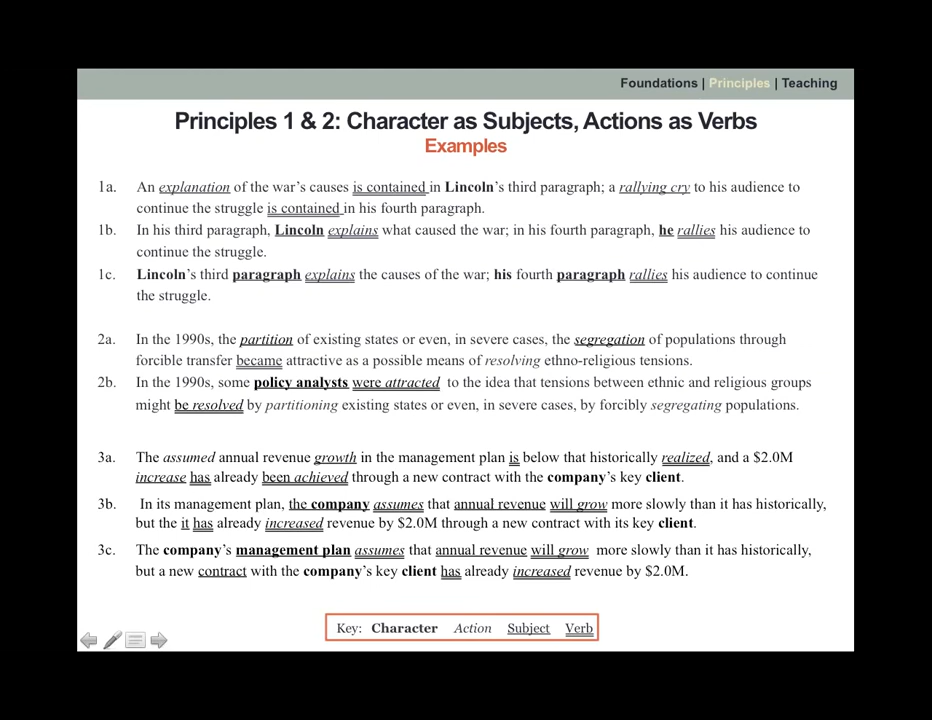 Foundations | Principles | Teaching
Principles 1 & 2: Character as Subjects, Actions as Verbs
Examples
1a. An explanation of the war's causes is contained in Lincoln's third paragraph; a rallying cry to his audience to
continue the struggle is contained in his fourth paragraph.
1b. In his third paragraph, Lincoln explains what caused the war; in his fourth paragraph, he rallies his audience to
continue the struggle.
1c. Lincoln's third paragraph explains the causes of the war; his fourth paragraph rallies his audience to continue
the struggle.
2a. In the 1990s, the partition of existing states or even, in severe cases, the segregation of populations through
forcible transfer became attractive as a possible means of resolving ethno-religious tensions.
2b. In the 1990s, some policy analysts were attracted to the idea that tensions between ethnic and religious groups
might be resolved by partitioning existing states or even, in severe cases, by forcibly segregating populations.
3a. The assumed annual revenue growth in the management plan is below that historically realized, and a $2.0M
increase has already been achieved through a new contract with the company's key client.
3b. In its management plan, the company assumes that annual revenue will grow more slowly than it has historically,
but the it has already increased revenue by $2.0M through a new contract with its key client.
3c. The company's management plan assumes that annual revenue will grow more slowly than it has historically,
but a new contract with the company's key client has already increased revenue by $2.0M.
Key: Character Action Subject Verb